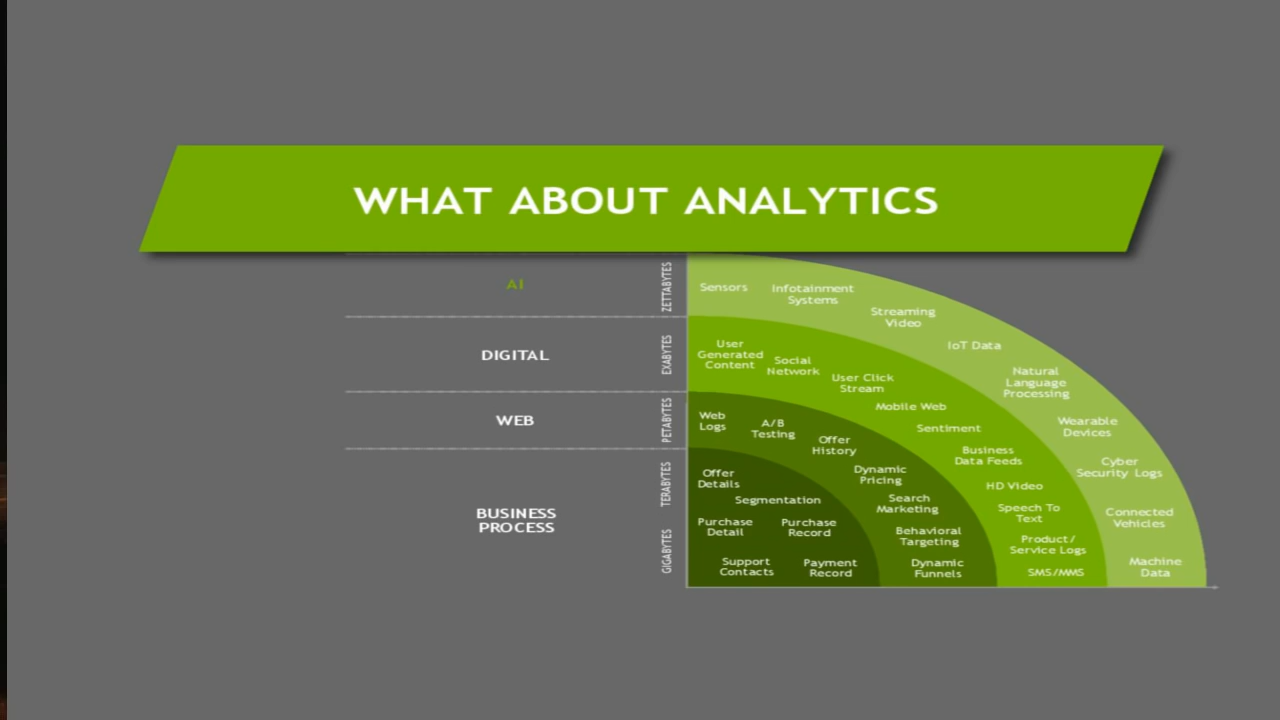 WHAT ABOUT ANALYTICS
AI
ZETTABYTES
Sensors
Infotainment
Systems
Streaming
Video
IoT Data
Natural
Language
Processing
Wearable
Devices
Cyber
Security Logs
Connected
Vehicles
Machine
Data
DIGITAL
EXABYTES
User
Generated
Content
Social
Network
User Click
Stream
Mobile Web
Sentiment
Business
Data Feeds
HD Video
Speech To
Text
Product/
Service Logs
SMS/MMS
WEB
PETABYTES
Web
Logs
A/B
Testing
Offer
History
Dynamic
Pricing
Search
Marketing
Behavioral
Targeting
Dynamic
Funnels
BUSINESS
PROCESS
TERABYTES
GIGABYTES
Offer
Details
Segmentation
Purchase
Detail
Purchase
Record
Support
Contacts
Payment
Record